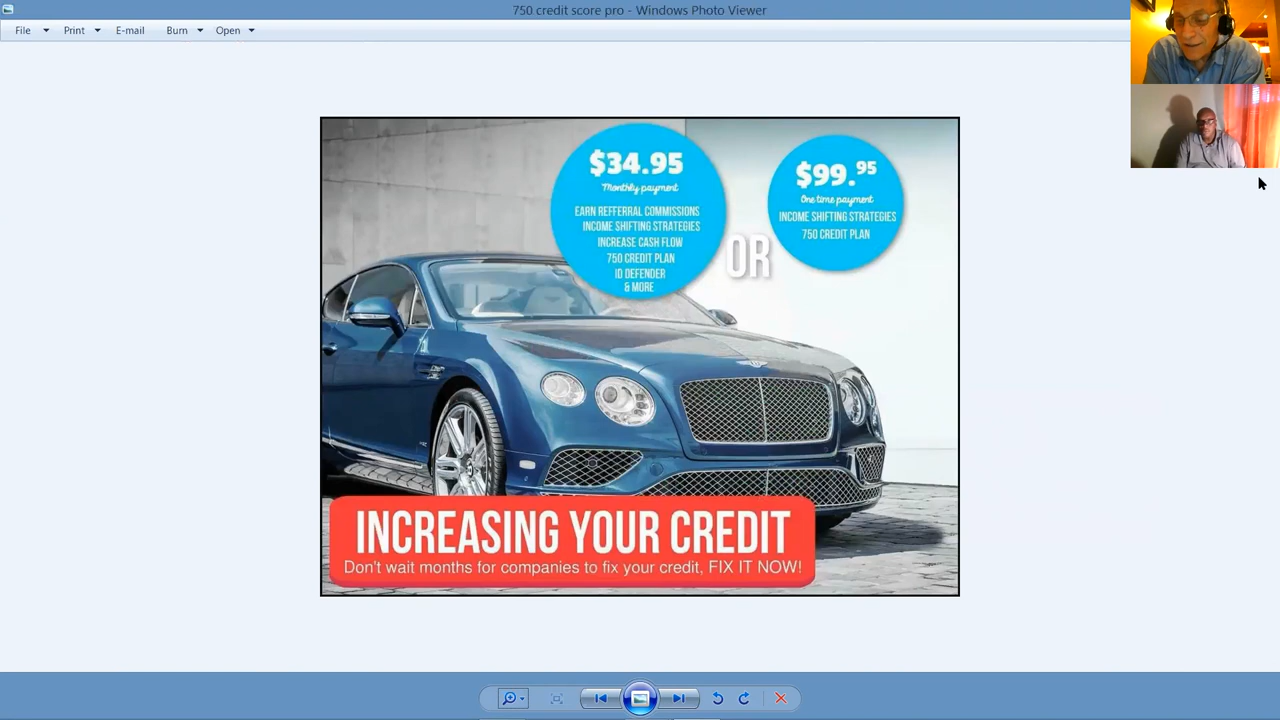 750 credit score pro - Windows Photo Viewer
File Print E-mail Burn Open
$34.95
Monthly payment
EARN REFFERRAL COMMISSIONS
INCOME SHIFTING STRATEGIES
INCREASE CASH FLOW
750 CREDIT PLAN
ID DEFENDER
& MORE
OR
$99.95
One time payment
INCOME SHIFTING STRATEGIES
750 CREDIT PLAN
INCREASING YOUR CREDIT
Don't wait months for companies to fix your credit, FIX IT NOW!